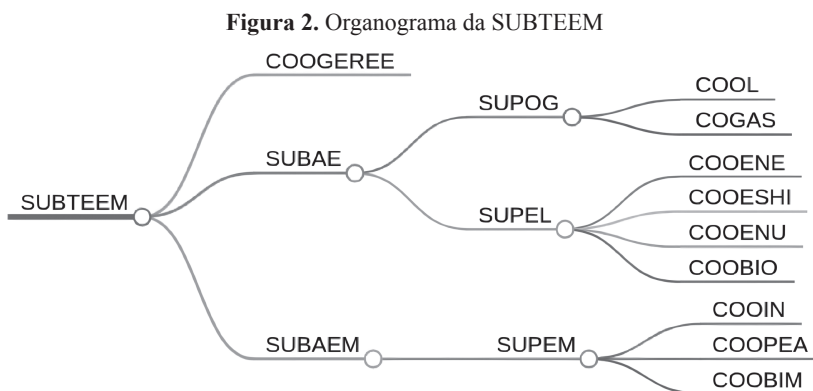 Figura 2. Organograma da SUBTEEM
COOGEREE
SUBTEEM
SUBAE
SUPOG
COOL
COGAS
SUPEL
COOENE
COOESHI
COOENU
COOBIO
SUBAEM
SUPEM
COOIN
COOPEA
COOBIM